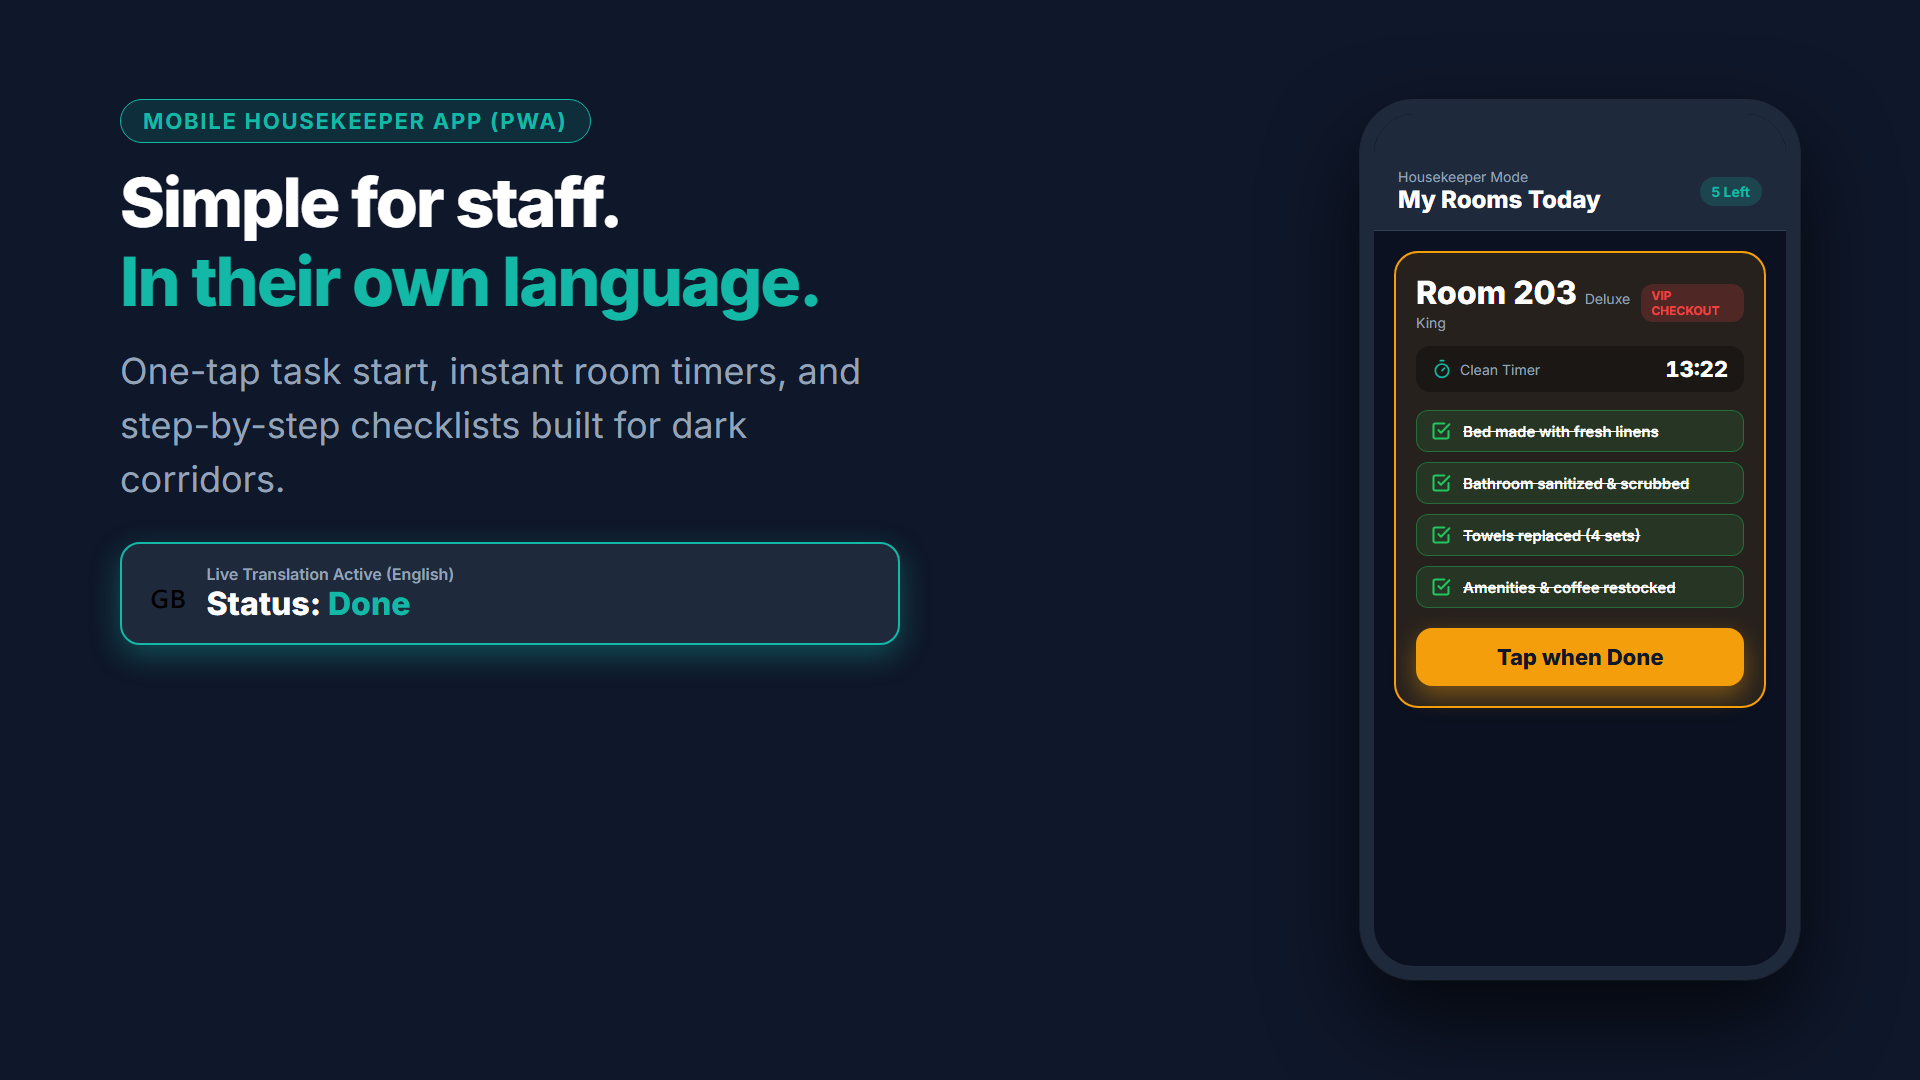 MOBILE HOUSEKEEPER APP (PWA)
Simple for staff.
In their own language.
One-tap task start, instant room timers, and
step-by-step checklists built for dark
corridors.
GB
Live Translation Active (English)
Status: Done
Housekeeper Mode
My Rooms Today
5 Left
Room 203 Deluxe
King
VIP
CHECKOUT
Clean Timer
13:22
Bed made with fresh linens
Bathroom sanitized & scrubbed
Towels replaced (4 sets)
Amenities & coffee restocked
Tap when Done